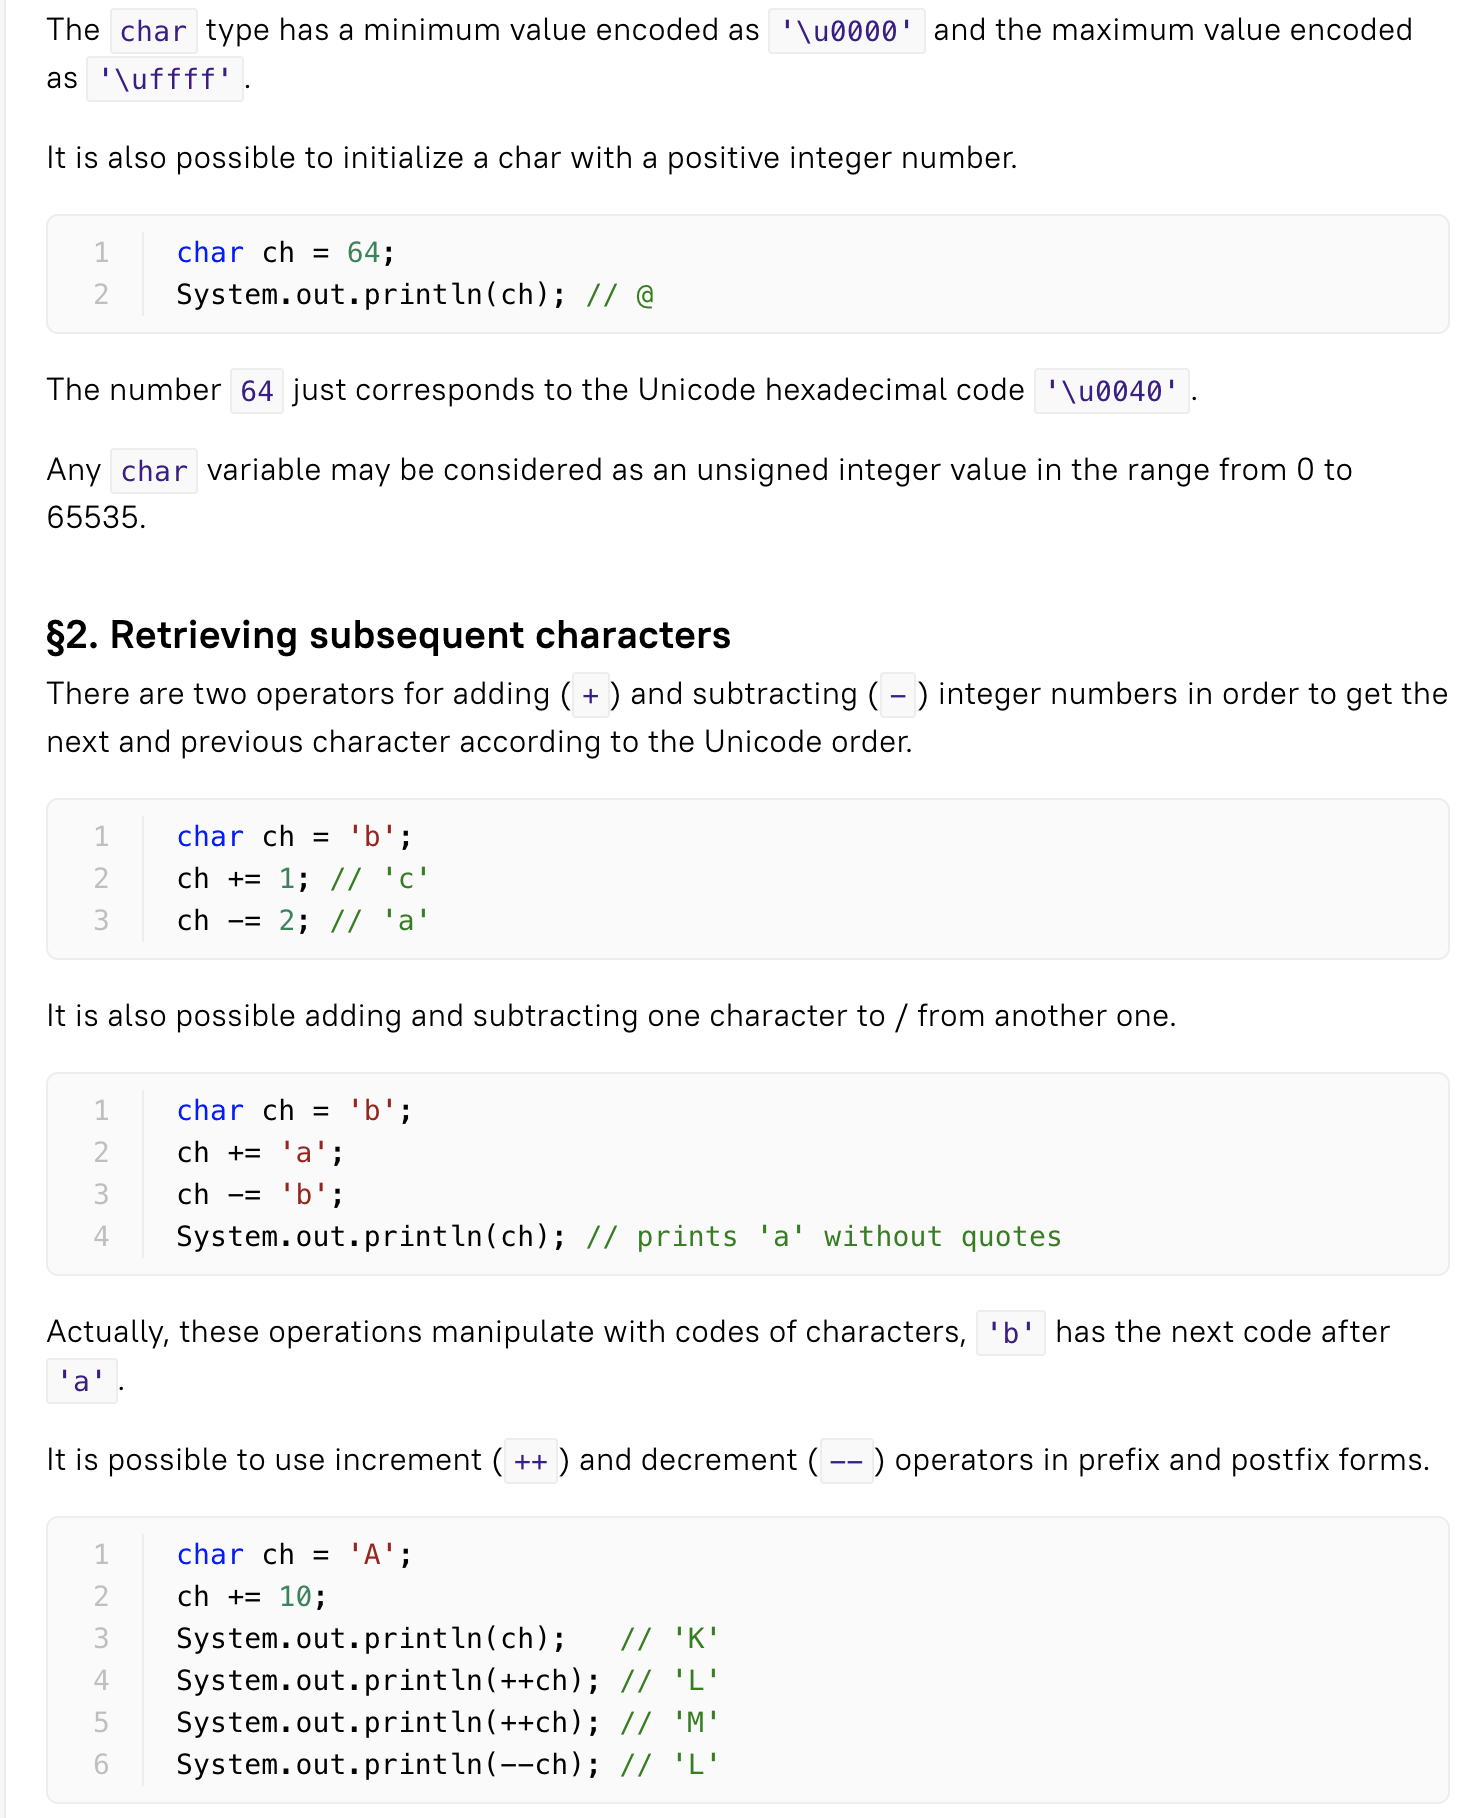 The char type has a minimum value encoded as '\u0000' and the maximum value encoded
as '\uffff' .
It is also possible to initialize a char with a positive integer number.
1 char ch = 64;
2 System.out.println(ch); // @
The number 64 just corresponds to the Unicode hexadecimal code '\u0040' .
Any char variable may be considered as an unsigned integer value in the range from 0 to
65535.
§2. Retrieving subsequent characters
There are two operators for adding ( + ) and subtracting ( - ) integer numbers in order to get the
next and previous character according to the Unicode order.
1 char ch = 'b';
2 ch += 1; // 'c'
3 ch -= 2; // 'a'
It is also possible adding and subtracting one character to / from another one.
1 char ch = 'b';
2 ch += 'a';
3 ch -= 'b';
4 System.out.println(ch); // prints 'a' without quotes
Actually, these operations manipulate with codes of characters, 'b' has the next code after
'a' .
It is possible to use increment ( ++ ) and decrement ( -- ) operators in prefix and postfix forms.
1 char ch = 'A';
2 ch += 10;
3 System.out.println(ch);   // 'K'
4 System.out.println(++ch); // 'L'
5 System.out.println(++ch); // 'M'
6 System.out.println(--ch); // 'L'